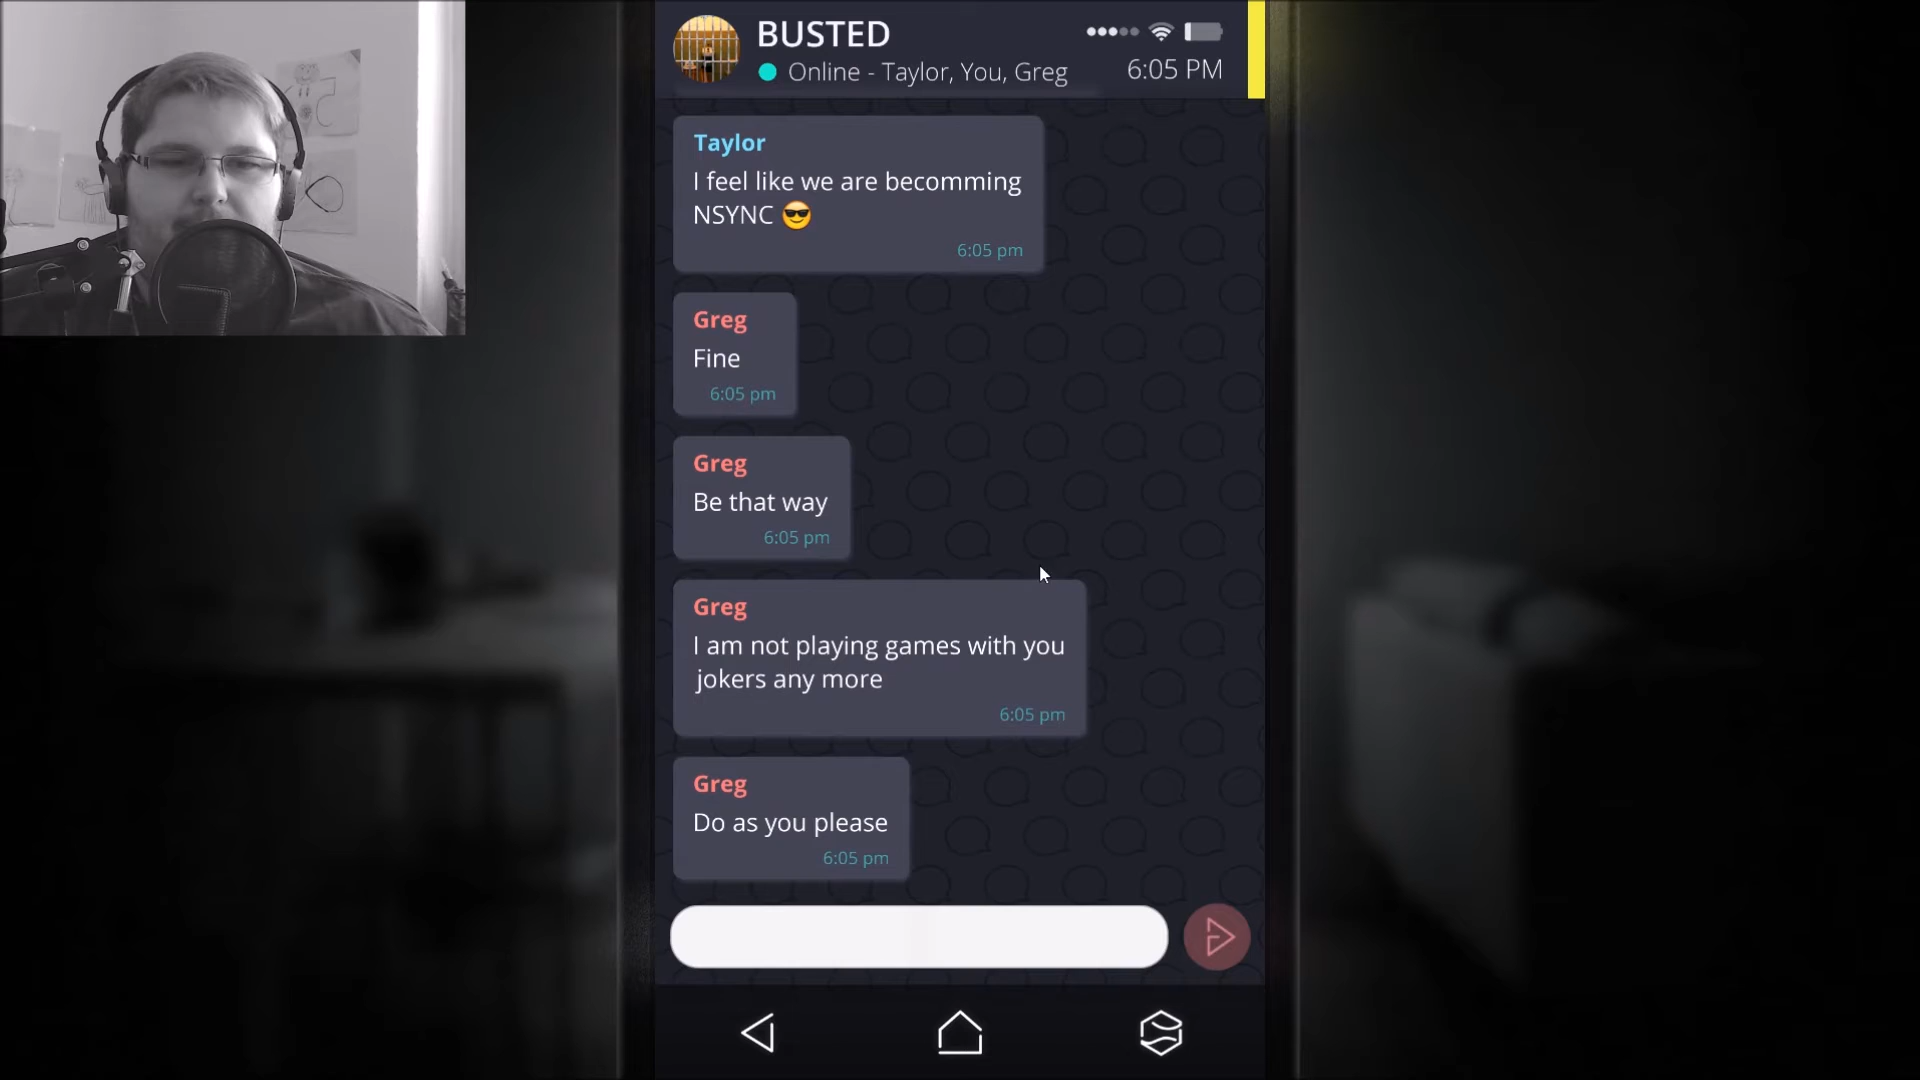 BUSTED
Online - Taylor, You, Greg
6:05 PM
Taylor
I feel like we are becomming
NSYNC 😎
6:05 pm
Greg
Fine
6:05 pm
Greg
Be that way
6:05 pm
Greg
I am not playing games with you
jokers any more
6:05 pm
Greg
Do as you please
6:05 pm